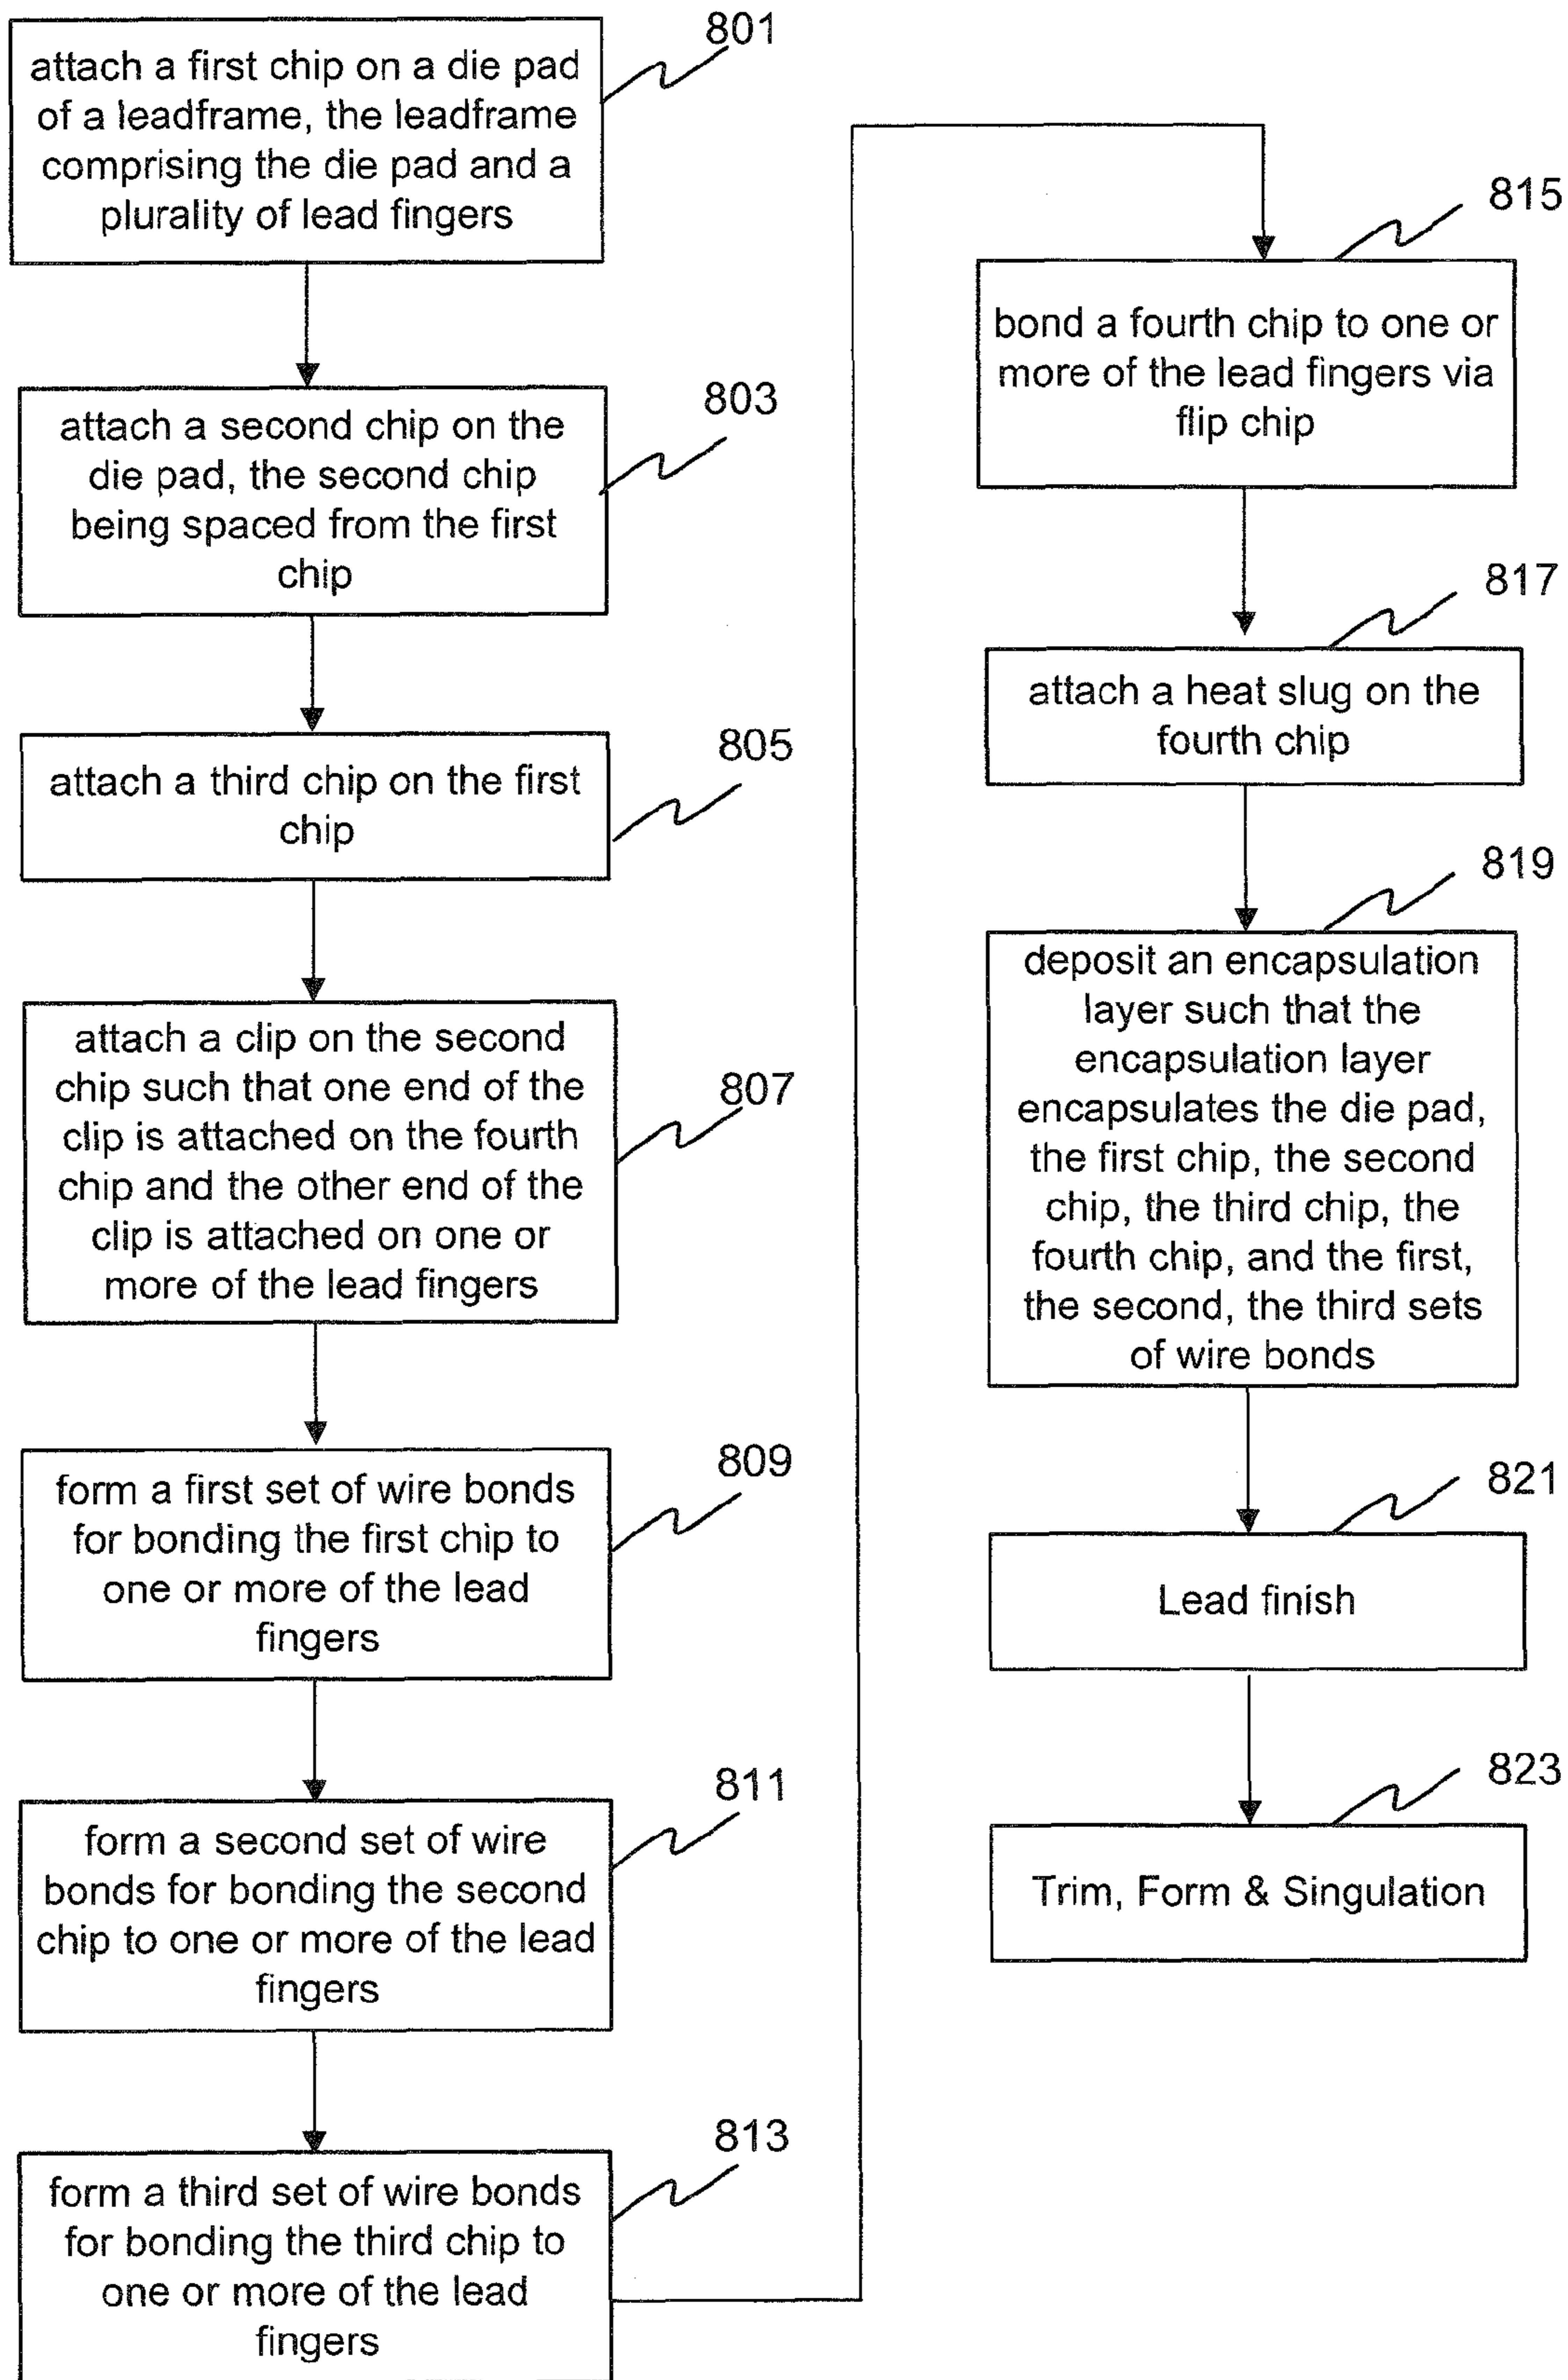 801
attach a first chip on a die pad
of a leadframe, the leadframe
comprising the die pad and a
plurality of lead fingers
803
attach a second chip on the
die pad, the second chip
being spaced from the first
chip
805
attach a third chip on the first
chip
807
attach a clip on the second
chip such that one end of the
clip is attached on the fourth
chip and the other end of the
clip is attached on one or
more of the lead fingers
809
form a first set of wire bonds
for bonding the first chip to
one or more of the lead
fingers
811
form a second set of wire
bonds for bonding the second
chip to one or more of the lead
fingers
813
form a third set of wire bonds
for bonding the third chip to
one or more of the lead
fingers
815
bond a fourth chip to one or
more of the lead fingers via
flip chip
817
attach a heat slug on the
fourth chip
819
deposit an encapsulation
layer such that the
encapsulation layer
encapsulates the die pad,
the first chip, the second
chip, the third chip, the
fourth chip, and the first,
the second, the third sets
of wire bonds
821
Lead finish
823
Trim, Form & Singulation